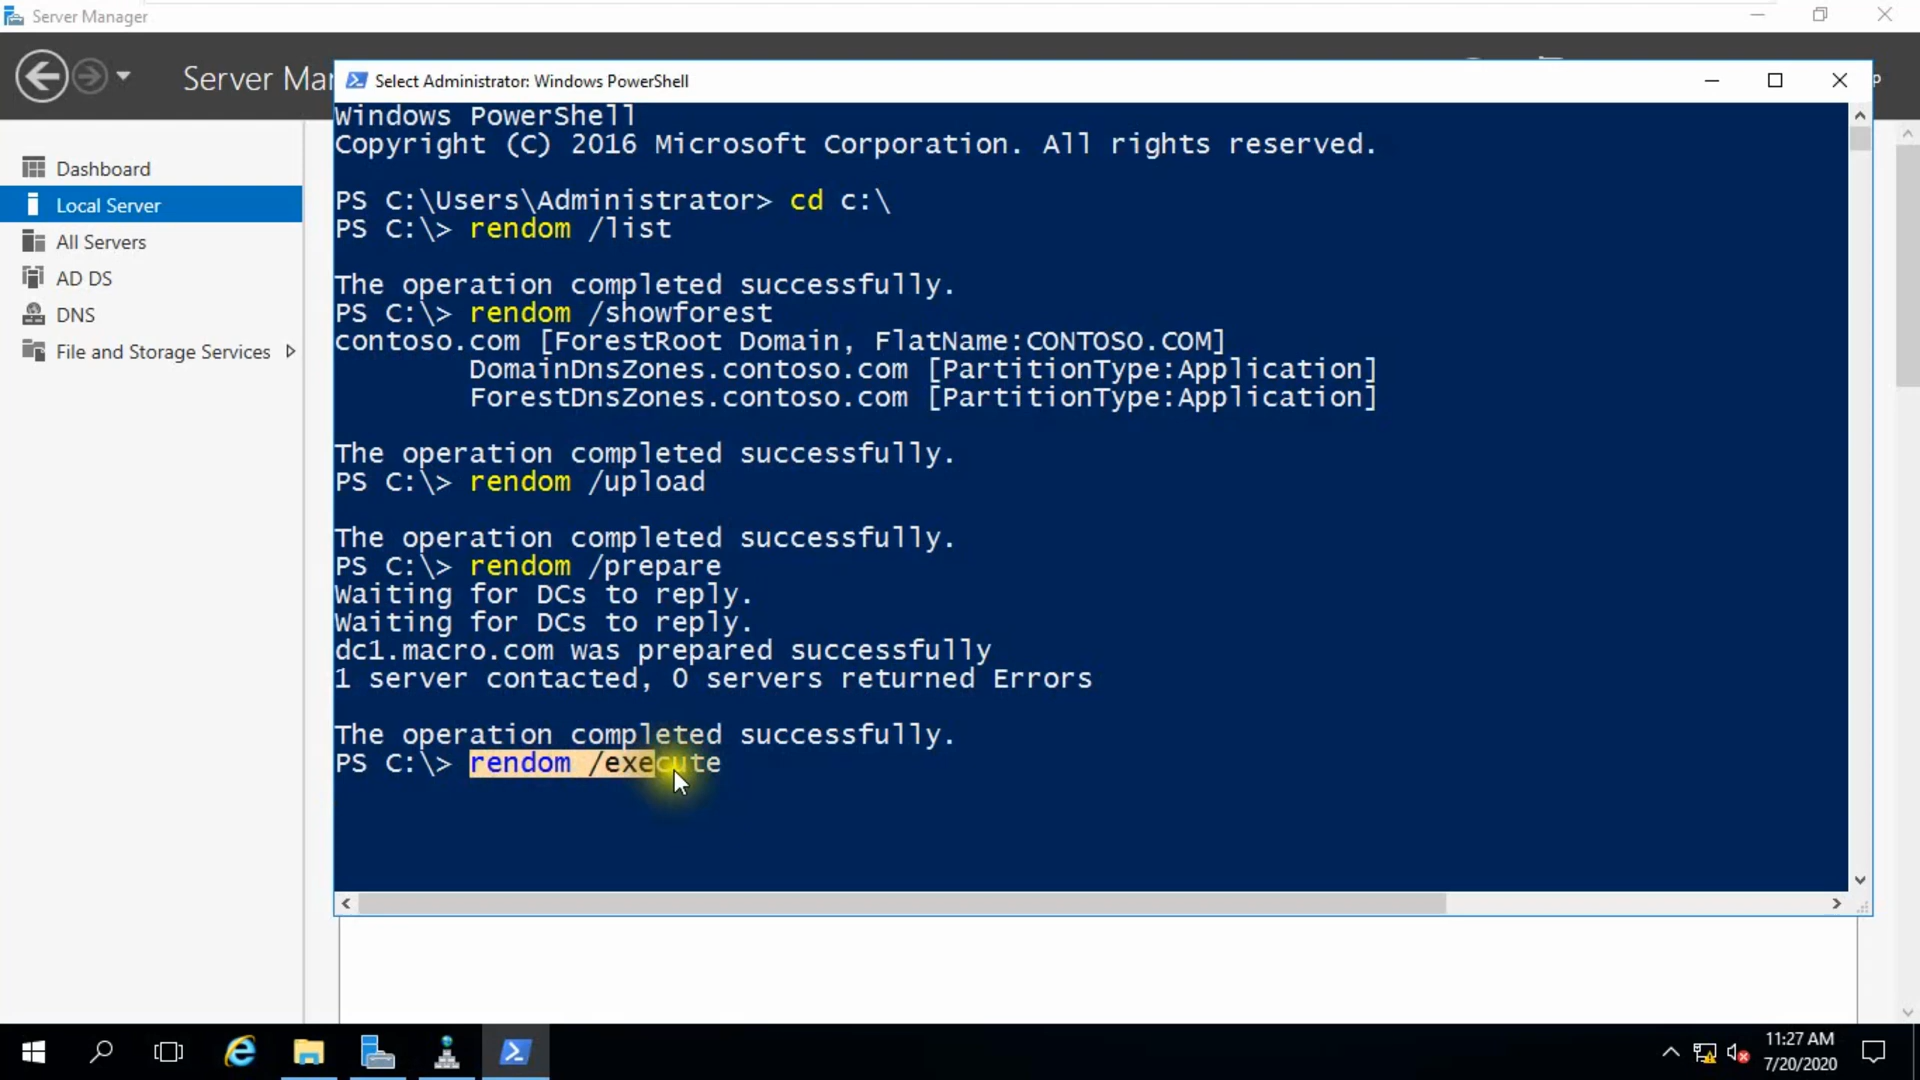 Server Manager
Server Mar
Select Administrator: Windows PowerShell
Dashboard
Local Server
All Servers
AD DS
DNS
File and Storage Services
Windows PowerShell
Copyright (C) 2016 Microsoft Corporation. All rights reserved.
PS C:\Users\Administrator> cd c:\
PS C:\> rendom /list
The operation completed successfully.
PS C:\> rendom /showforest
contoso.com [ForestRoot Domain, FlatName:CONTOSO.COM]
DomainDnsZones.contoso.com [PartitionType:Application]
ForestDnsZones.contoso.com [PartitionType:Application]
The operation completed successfully.
PS C:\> rendom /upload
The operation completed successfully.
PS C:\> rendom /prepare
Waiting for DCs to reply.
Waiting for DCs to reply.
dc1.macro.com was prepared successfully
1 server contacted, 0 servers returned Errors
The operation completed successfully.
PS C:\> rendom /execute
11:27 AM
7/20/2020